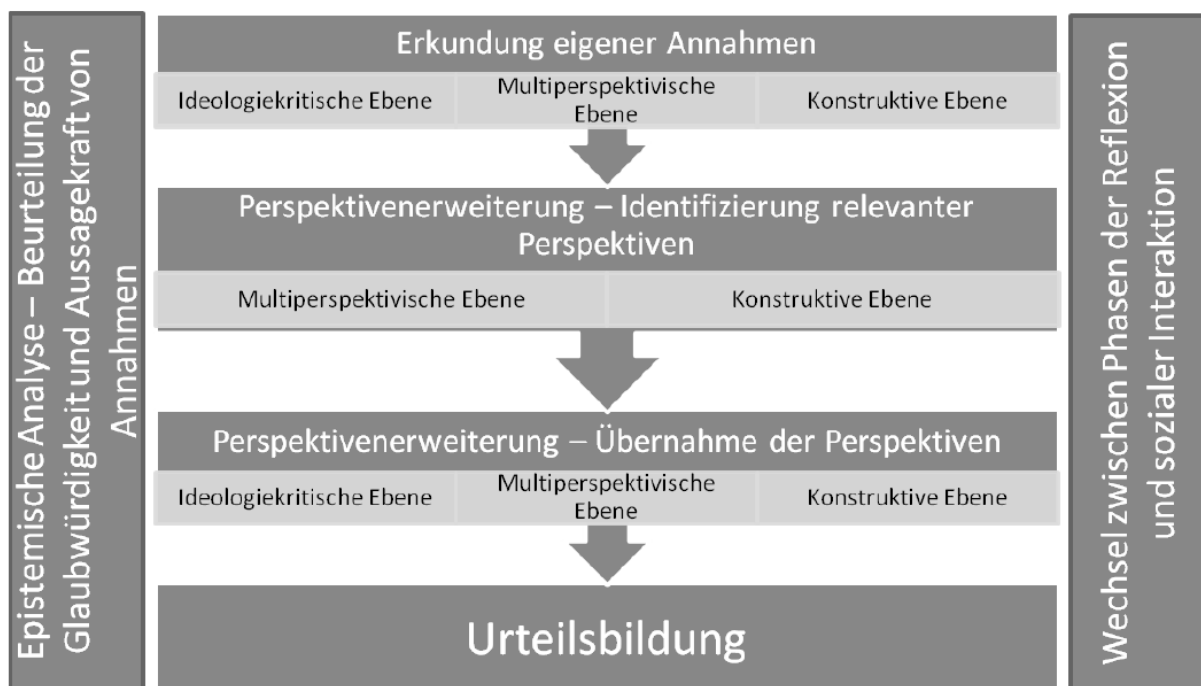 Epistemische Analyse – Beurteilung der
Glaubwürdigkeit und Aussagekraft von
Annahmen
Erkundung eigener Annahmen
Ideologiekritische Ebene
Multiperspektivische
Ebene
Konstruktive Ebene
Perspektivenerweiterung – Identifizierung relevanter
Perspektiven
Multiperspektivische Ebene
Konstruktive Ebene
Perspektivenerweiterung – Übernahme der Perspektiven
Ideologiekritische Ebene
Multiperspektivische
Ebene
Konstruktive Ebene
Urteilsbildung
Wechsel zwischen Phasen der Reflexion
und sozialer Interaktion